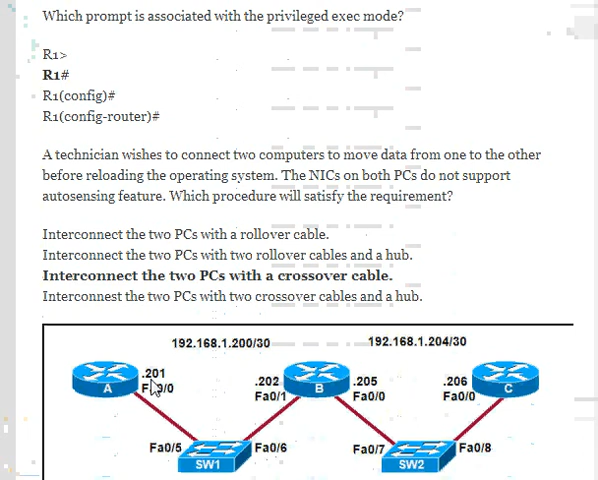 Which prompt is associated with the privileged exec mode?
R1>
R1#
R1(config)#
R1(config-router)#
A technician wishes to connect two computers to move data from one to the other
before reloading the operating system. The NICs on both PCs do not support
autosensing feature. Which procedure will satisfy the requirement?
Interconnect the two PCs with a rollover cable.
Interconnect the two PCs with two rollover cables and a hub.
Interconnect the two PCs with a crossover cable.
Interconnest the two PCs with two crossover cables and a hub.
192.168.1.200/30 192.168.1.204/30
.201 .202 .205 .206
A Fa0/1 B Fa0/0 Fa0/0 C
Fa0/5 Fa0/6 Fa0/7 Fa0/8
SW1 SW2